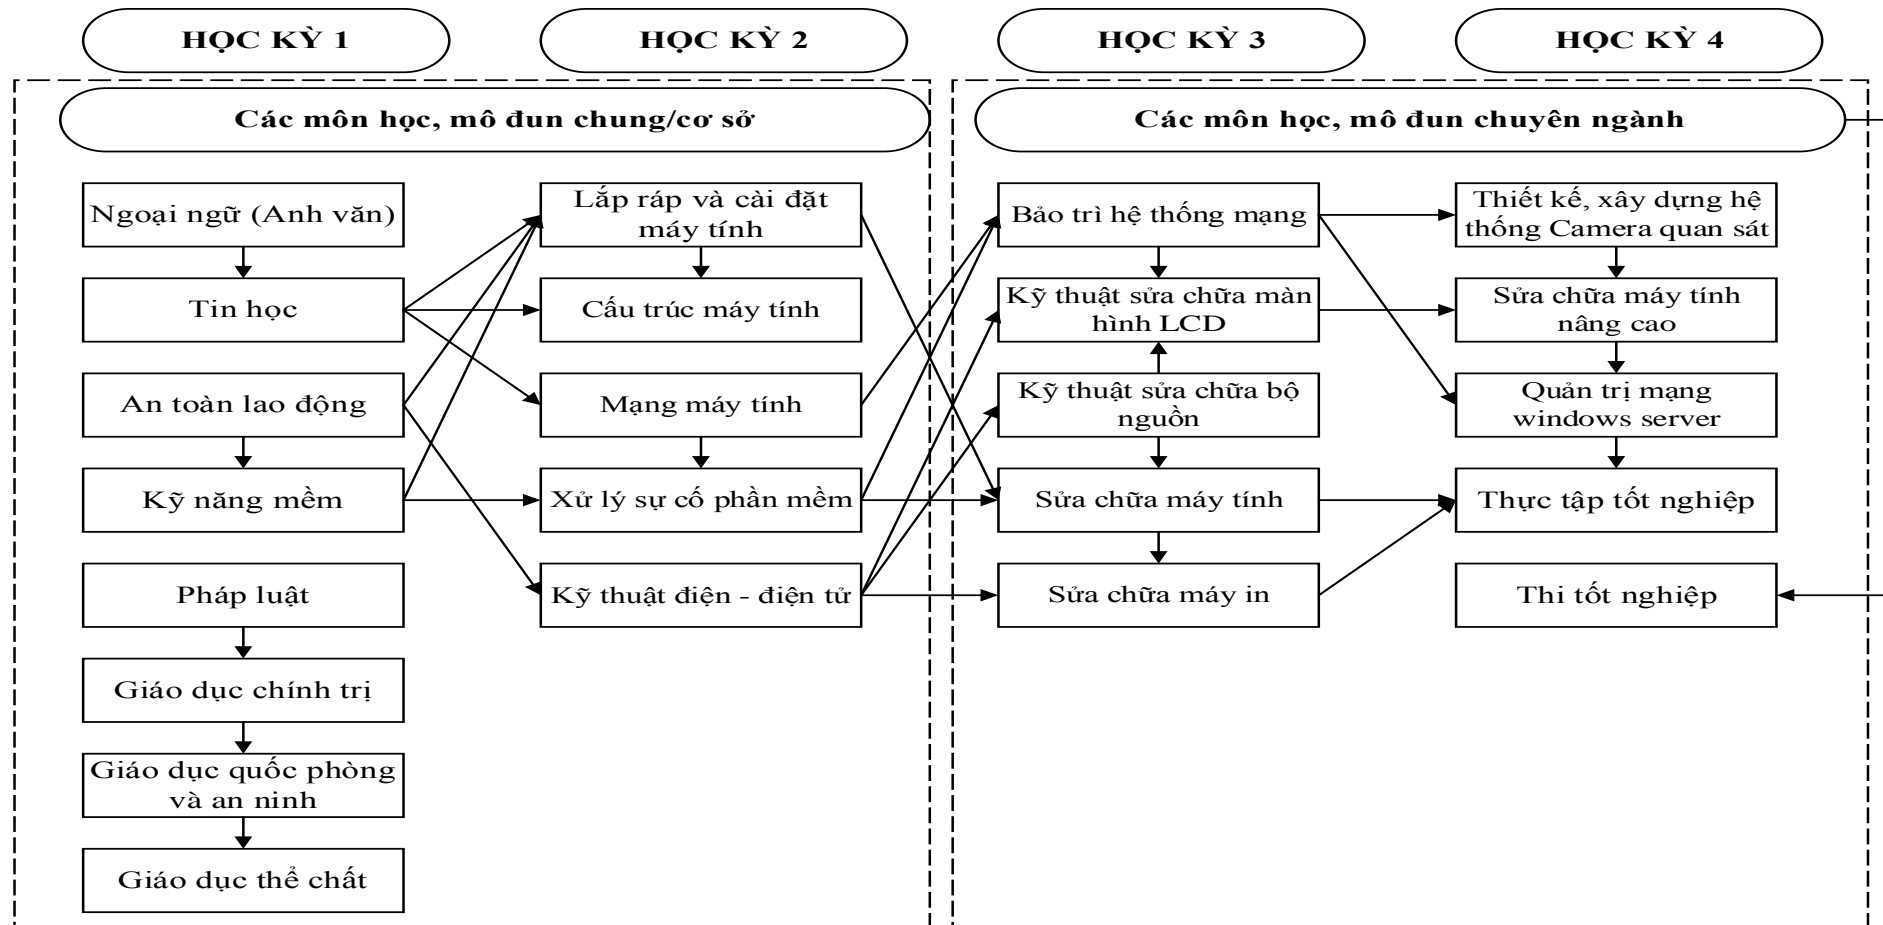 HỌC KỲ 1
HỌC KỲ 2
HỌC KỲ 3
HỌC KỲ 4
Các môn học, mô đun chung/cơ sở
Các môn học, mô đun chuyên ngành
Ngoại ngữ (Anh văn)
Tin học
An toàn lao động
Kỹ năng mềm
Pháp luật
Giáo dục chính trị
Giáo dục quốc phòng
và an ninh
Giáo dục thể chất
Lắp ráp và cài đặt
máy tính
Cấu trúc máy tính
Mạng máy tính
Xử lý sự cố phần mềm
Kỹ thuật điện - điện tử
Bảo trì hệ thống mạng
Kỹ thuật sửa chữa màn
hình LCD
Kỹ thuật sửa chữa bộ
nguồn
Sửa chữa máy tính
Sửa chữa máy in
Thiết kế, xây dựng hệ
thống Camera quan sát
Sửa chữa máy tính
nâng cao
Quản trị mạng
windows server
Thực tập tốt nghiệp
Thi tốt nghiệp